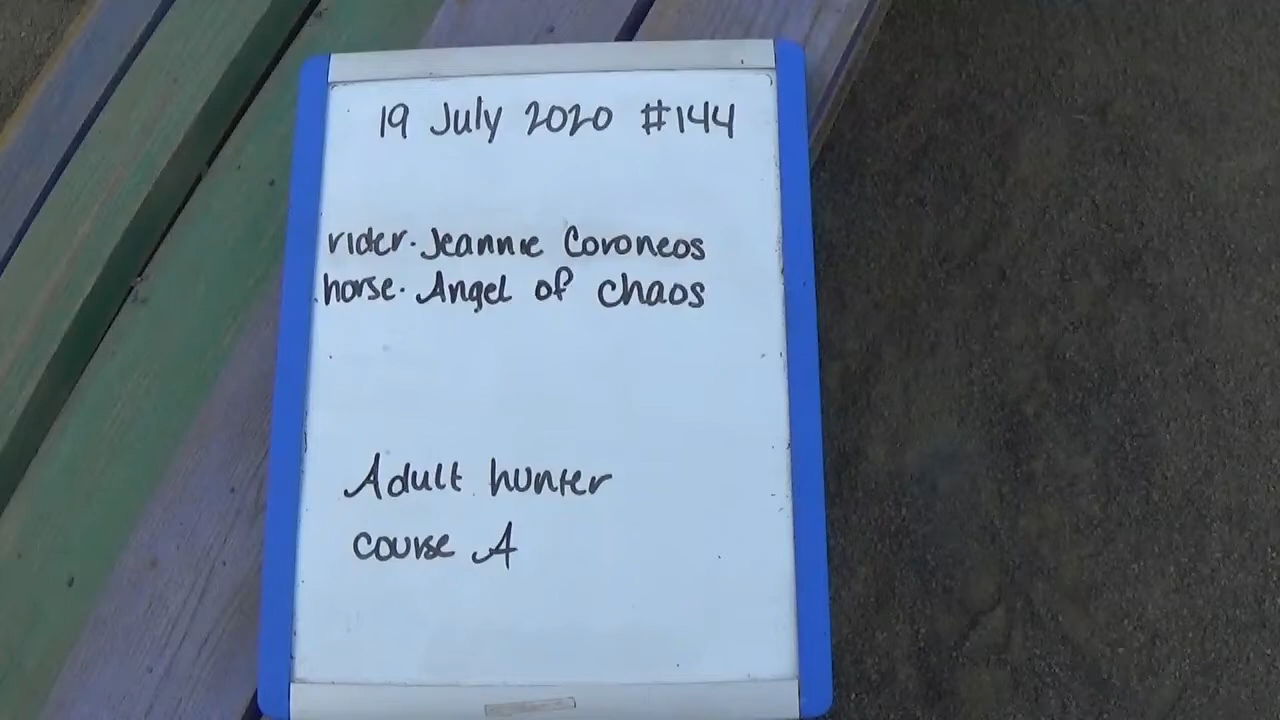 19 July 2020 #144
rider. Jeannie Coroneos
horse. Angel of chaos
Adult hunter
course A